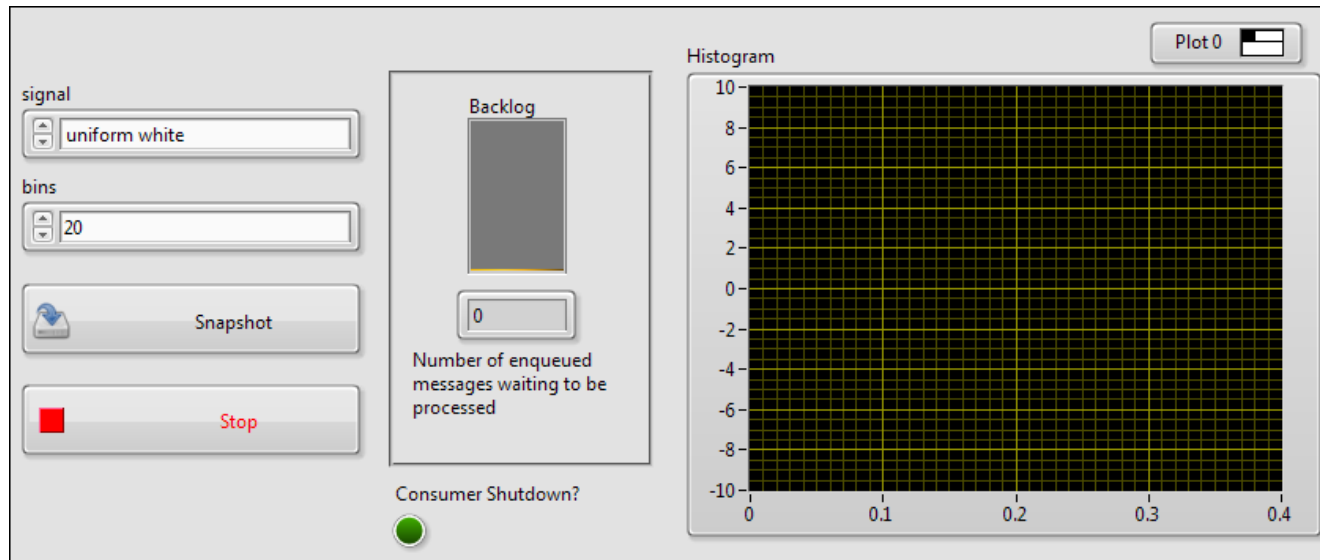 signal
uniform white
bins
20
Snapshot
Stop
Backlog
0
Number of enqueued
messages waiting to be
processed
Consumer Shutdown?
Histogram
Plot 0
10
8
6
4
2
0
-2
-4
-6
-8
-10
0 0.1 0.2 0.3 0.4